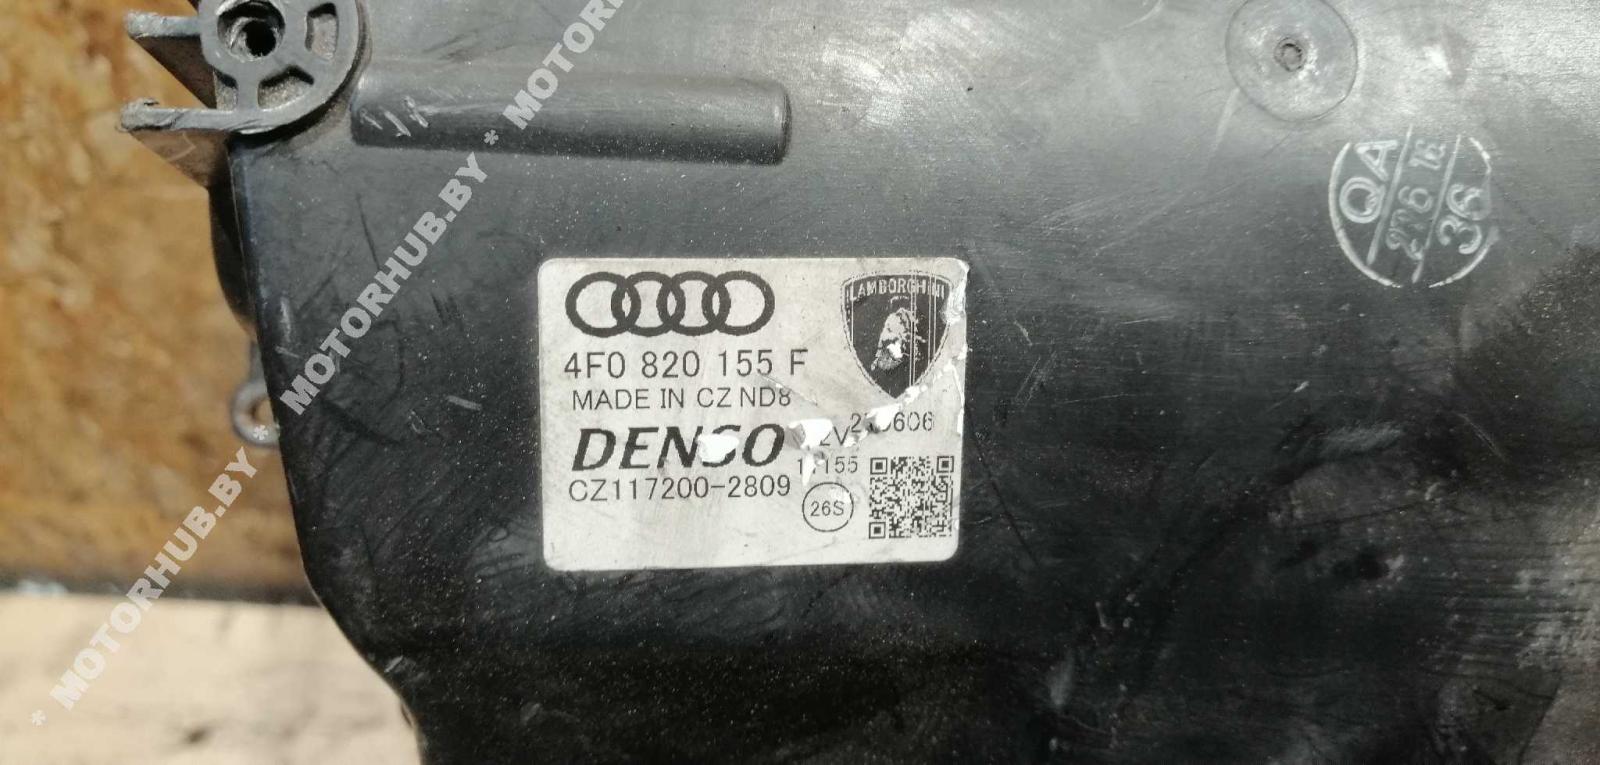 LAMBORGHINI
4F0 820 155 F
MADE IN CZ ND8
DENSO
CZ117200-2809
26S
QA
36
* MOTORHUB.BY * MOTORHUB.BY * MOTORHUB.BY * MOTOR